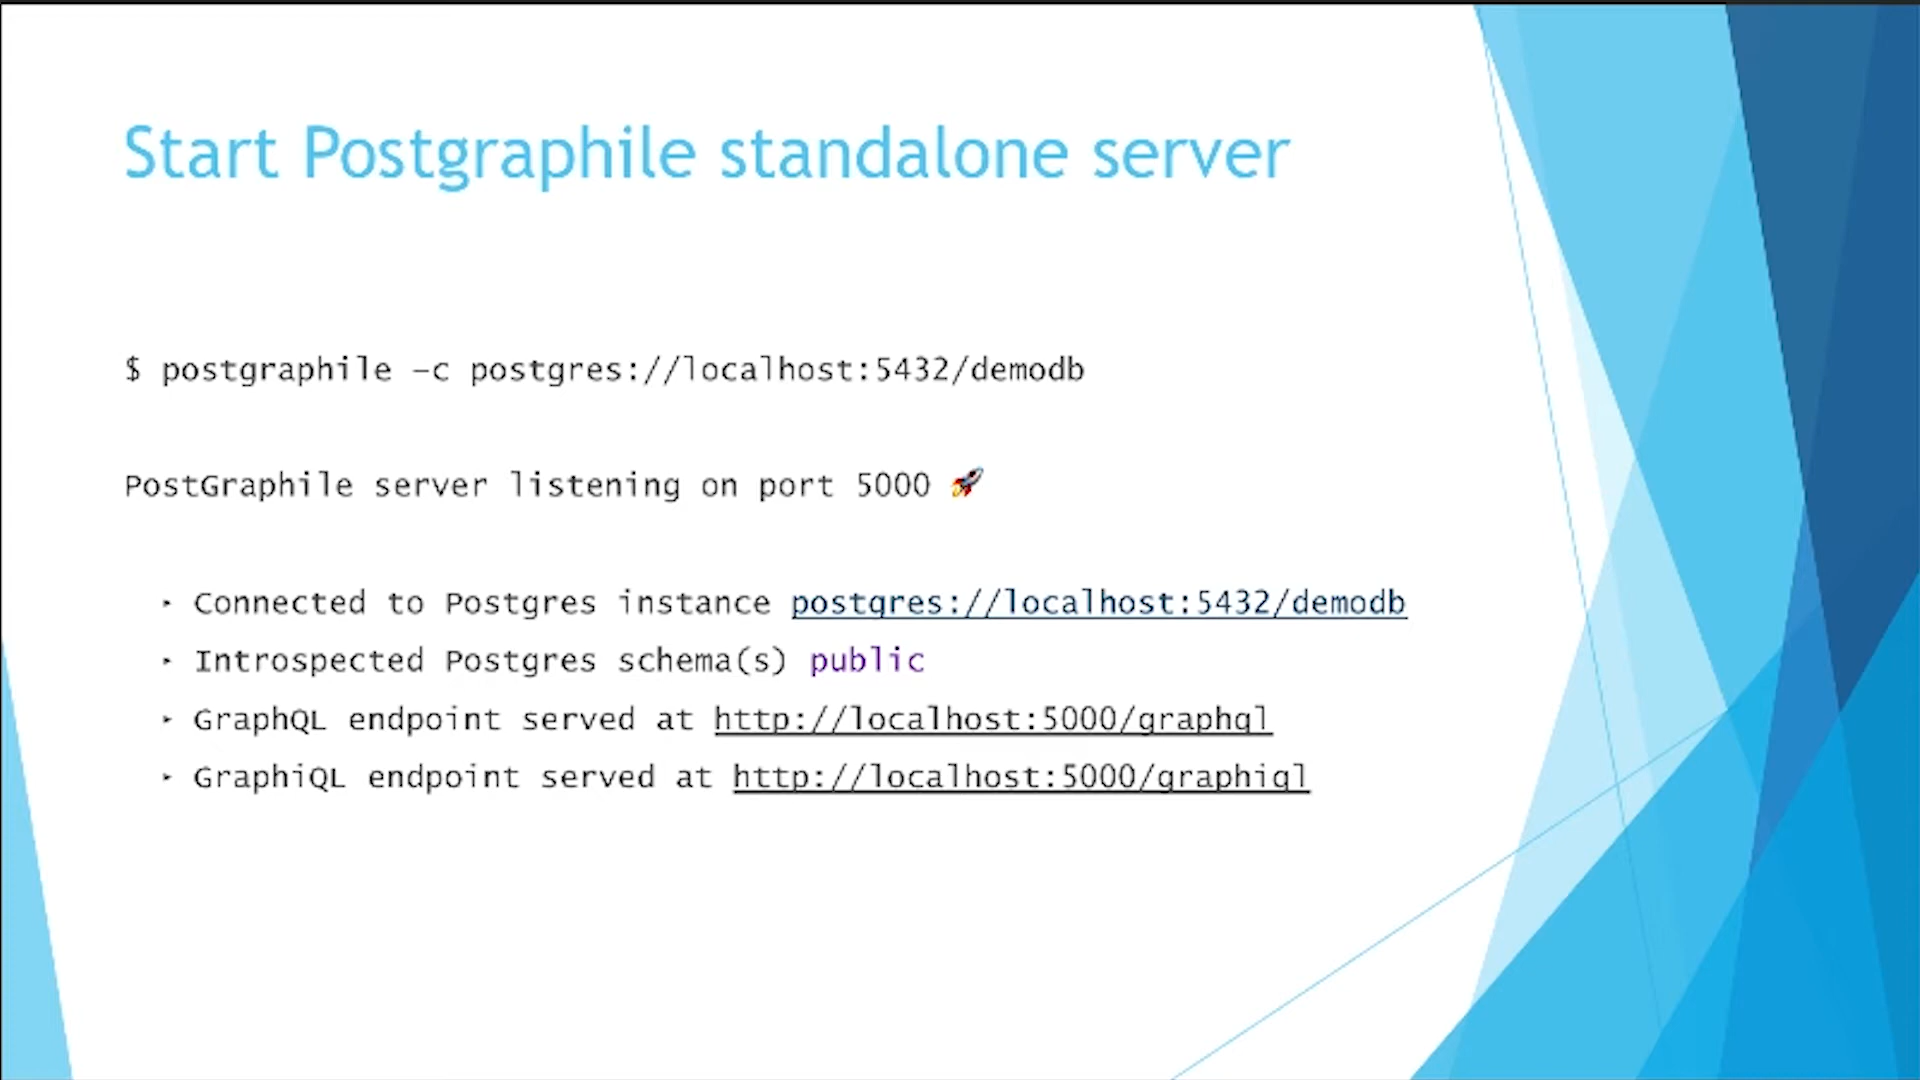 Start Postgraphile standalone server
$ postgraphile –c postgres://localhost:5432/demodb
PostGraphile server listening on port 5000 🚀
‣ Connected to Postgres instance postgres://localhost:5432/demodb
‣ Introspected Postgres schema(s) public
‣ GraphQL endpoint served at http://localhost:5000/graphql
‣ GraphiQL endpoint served at http://localhost:5000/graphiql